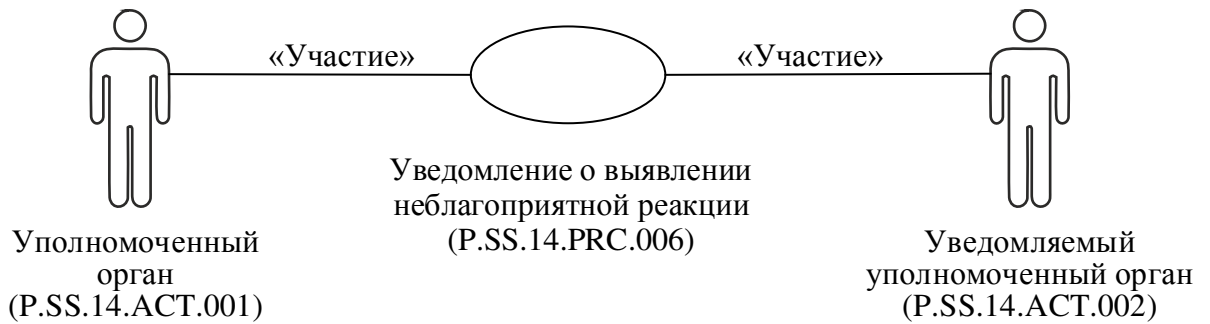 «Участие»
«Участие»
Уведомление о выявлении
неблагоприятной реакции
(P.SS.14.PRC.006)
Уполномоченный
орган
(P.SS.14.ACT.001)
Уведомляемый
уполномоченный орган
(P.SS.14.ACT.002)